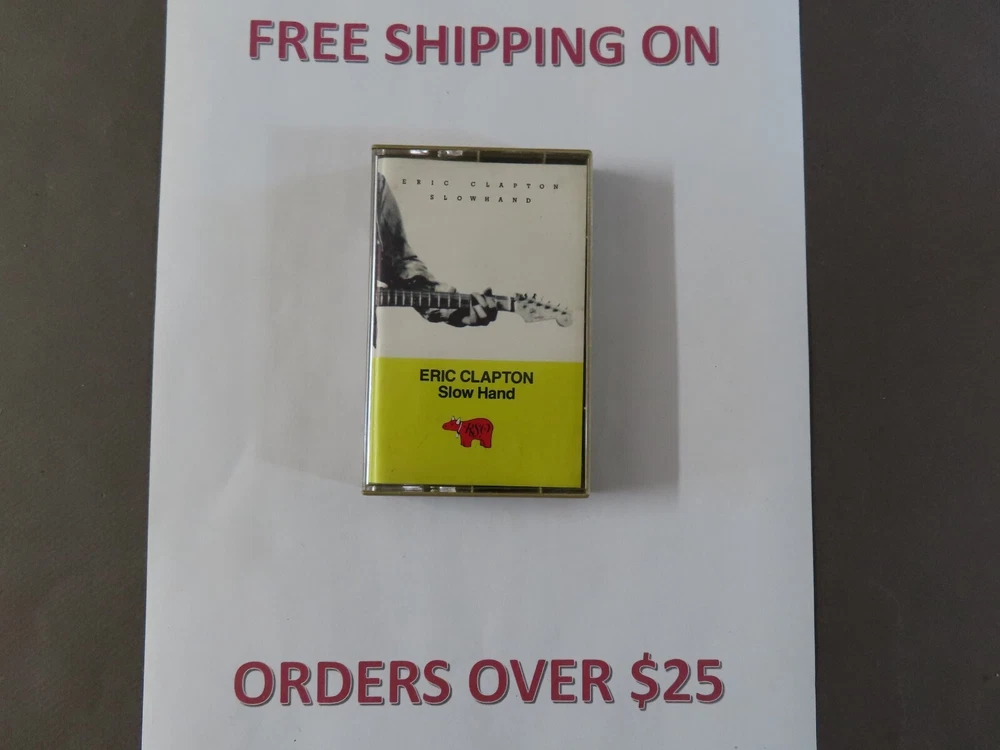 FREE SHIPPING ON
ERIC CLAPTON
SLOWHAND
ERIC CLAPTON
Slow Hand
RSO
ORDERS OVER $25